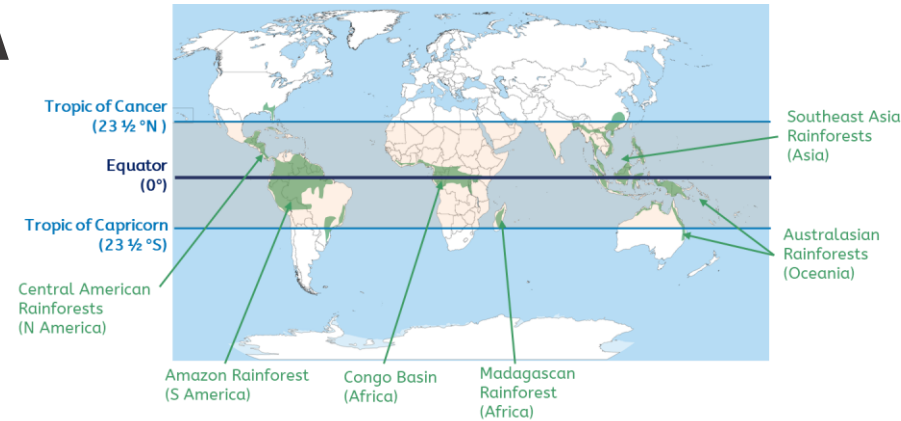 A
Tropic of Cancer
(23 ½ °N )
Equator
(0°)
Tropic of Capricorn
(23 ½ °S)
Southeast Asia
Rainforests
(Asia)
Australasian
Rainforests
(Oceania)
Central American
Rainforests
(N America)
Amazon Rainforest
(S America)
Congo Basin
(Africa)
Madagascan
Rainforest
(Africa)